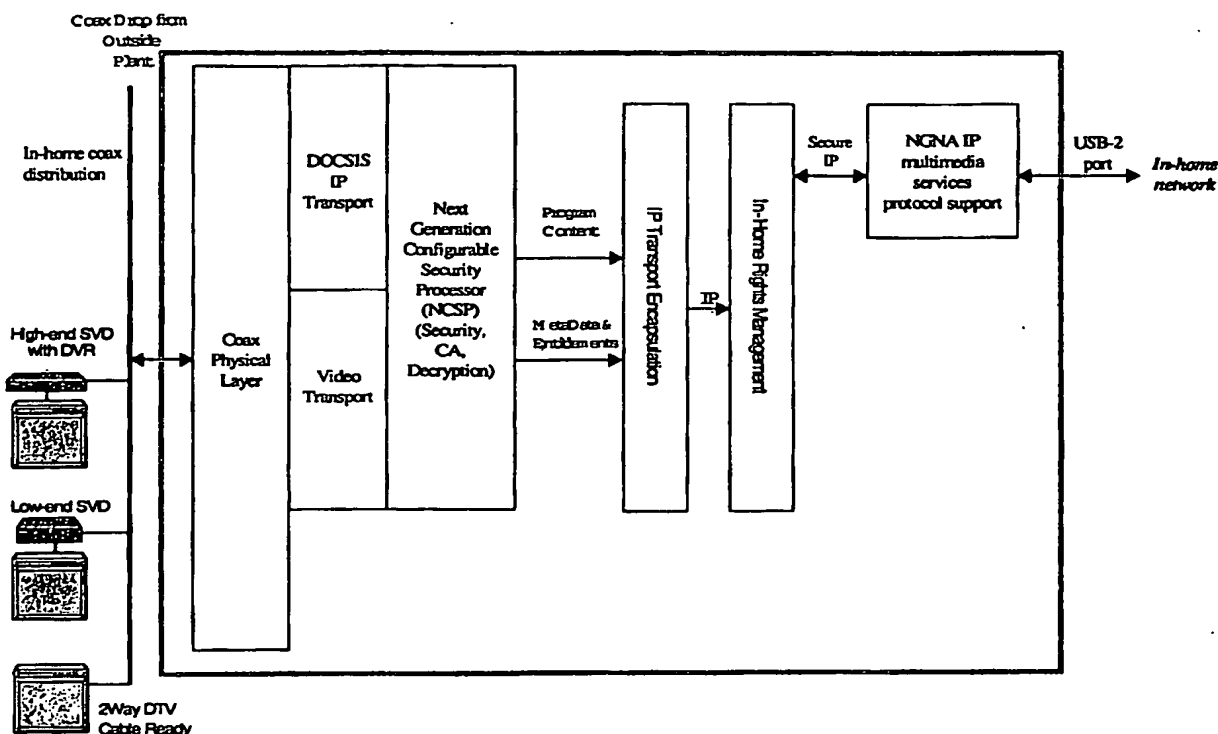 Coax Drop from
Outside
Plant
In-home coax
distribution
High-end SVD
with DVR
Low-end SVD
2Way DTV
Cable Ready
Coax
Physical
Layer
DOCSIS
IP
Transport
Video
Transport
Next
Generation
Configurable
Security
Processor
(NCSP)
(Security,
CA,
Decryption)
Program
Content
MetaData &
Entitlements
IP Transport Encapsulation
IP
In-Home Rights Management
Secure
IP
NGNA IP
multimedia
services
protocol support
USB-2
port
In-home
network